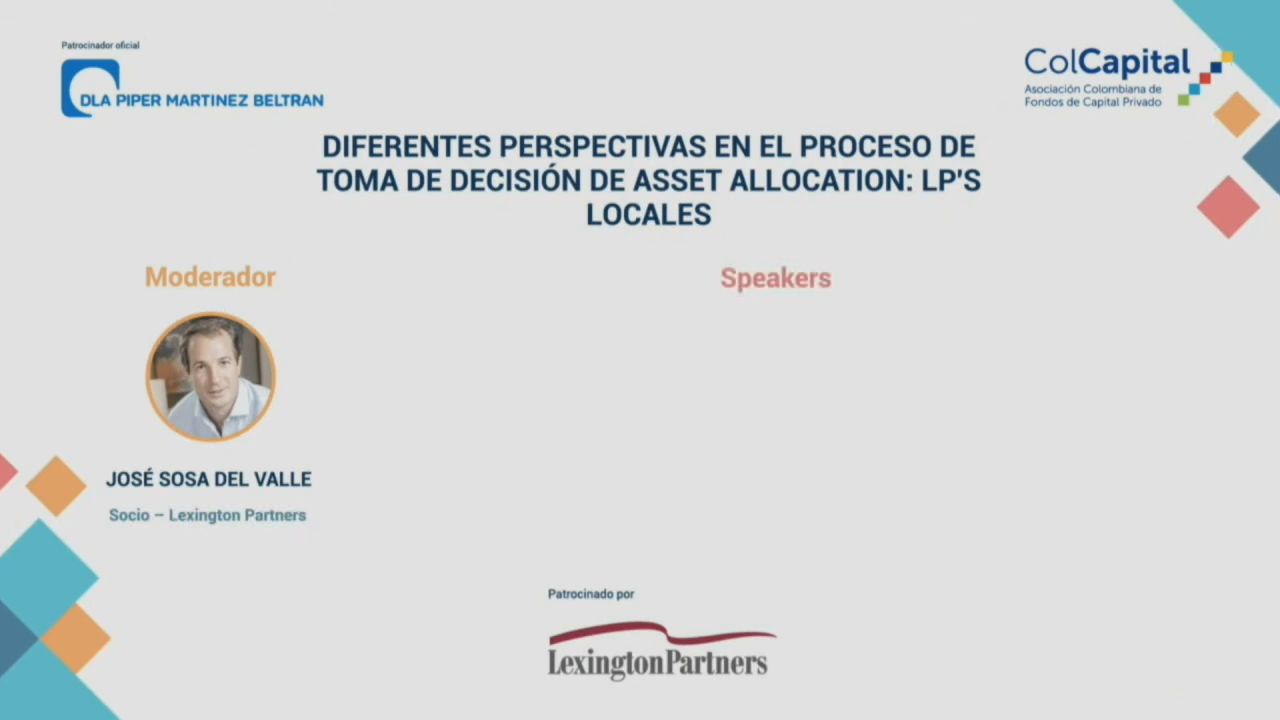 Patrocinador oficial
DLA PIPER MARTINEZ BELTRAN
ColCapital
Asociación Colombiana de
Fondos de Capital Privado
DIFERENTES PERSPECTIVAS EN EL PROCESO DE
TOMA DE DECISIÓN DE ASSET ALLOCATION: LP'S
LOCALES
Moderador
Speakers
JOSÉ SOSA DEL VALLE
Socio – Lexington Partners
Patrocinado por
LexingtonPartners